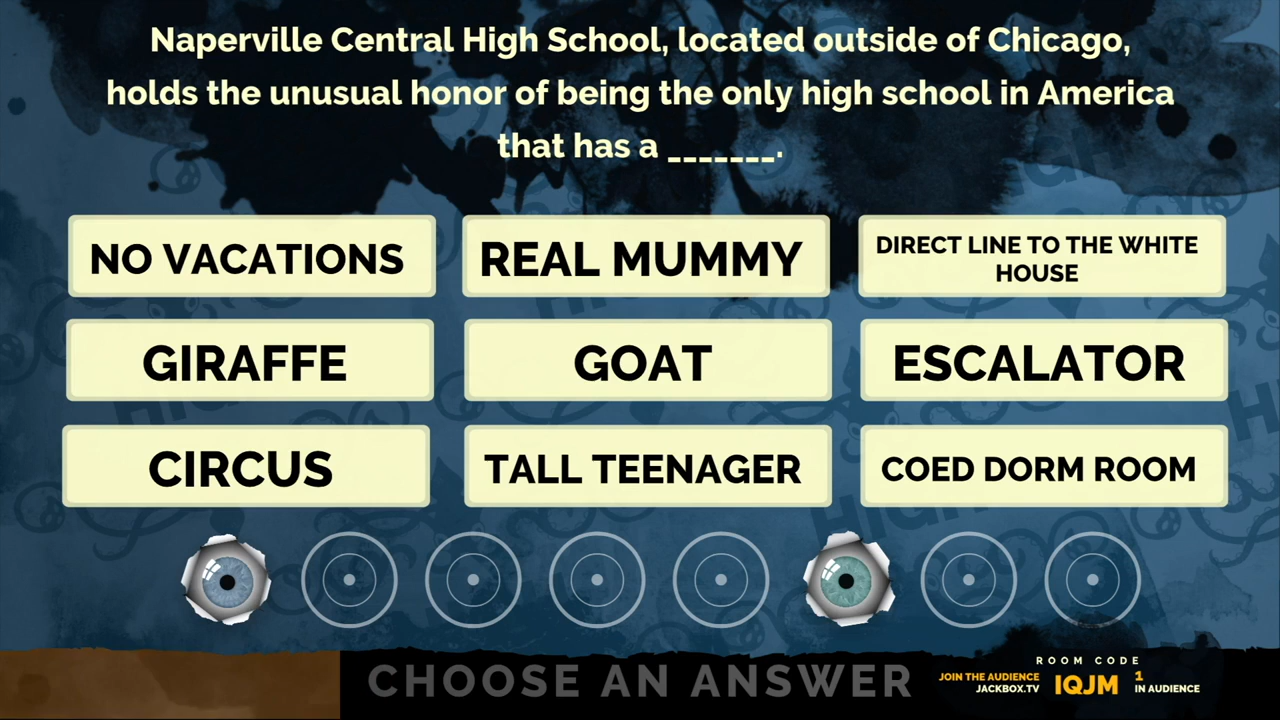 Naperville Central High School, located outside of Chicago,
holds the unusual honor of being the only high school in America
that has a _______.
NO VACATIONS
REAL MUMMY
DIRECT LINE TO THE WHITE
HOUSE
GIRAFFE
GOAT
ESCALATOR
CIRCUS
TALL TEENAGER
COED DORM ROOM
CHOOSE AN ANSWER
ROOM CODE
JOIN THE AUDIENCE
JACKBOX.TV
IQJM
1
IN AUDIENCE